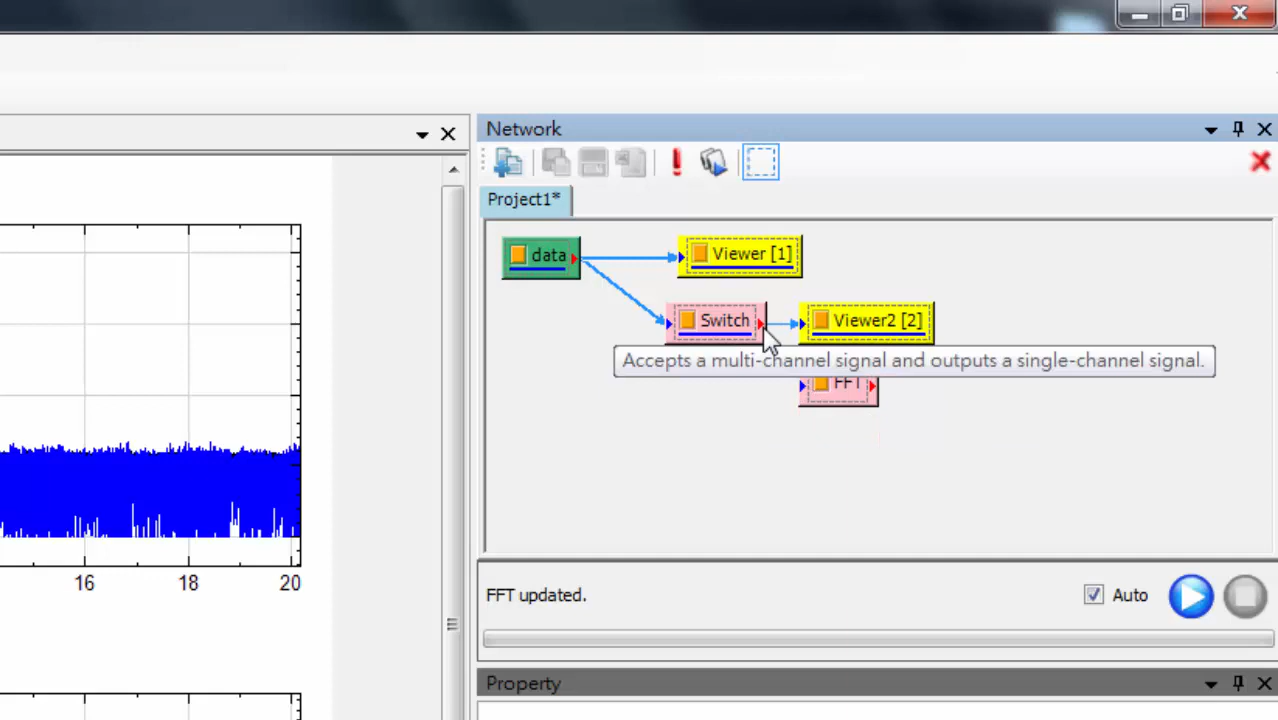 Network
Project1*
data
Viewer [1]
Switch
Viewer2 [2]
Accepts a multi-channel signal and outputs a single-channel signal.
FFT
16 18 20
FFT updated.
Auto
Property